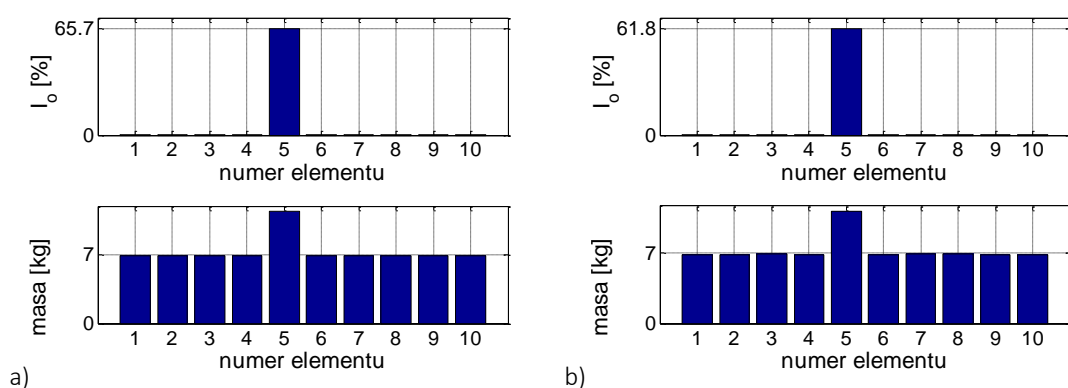 65.7
I_o [%]
0
1 2 3 4 5 6 7 8 9 10
numer elementu
7
masa [kg]
0
1 2 3 4 5 6 7 8 9 10
numer elementu
a)
61.8
I_o [%]
0
1 2 3 4 5 6 7 8 9 10
numer elementu
7
masa [kg]
0
1 2 3 4 5 6 7 8 9 10
numer elementu
b)